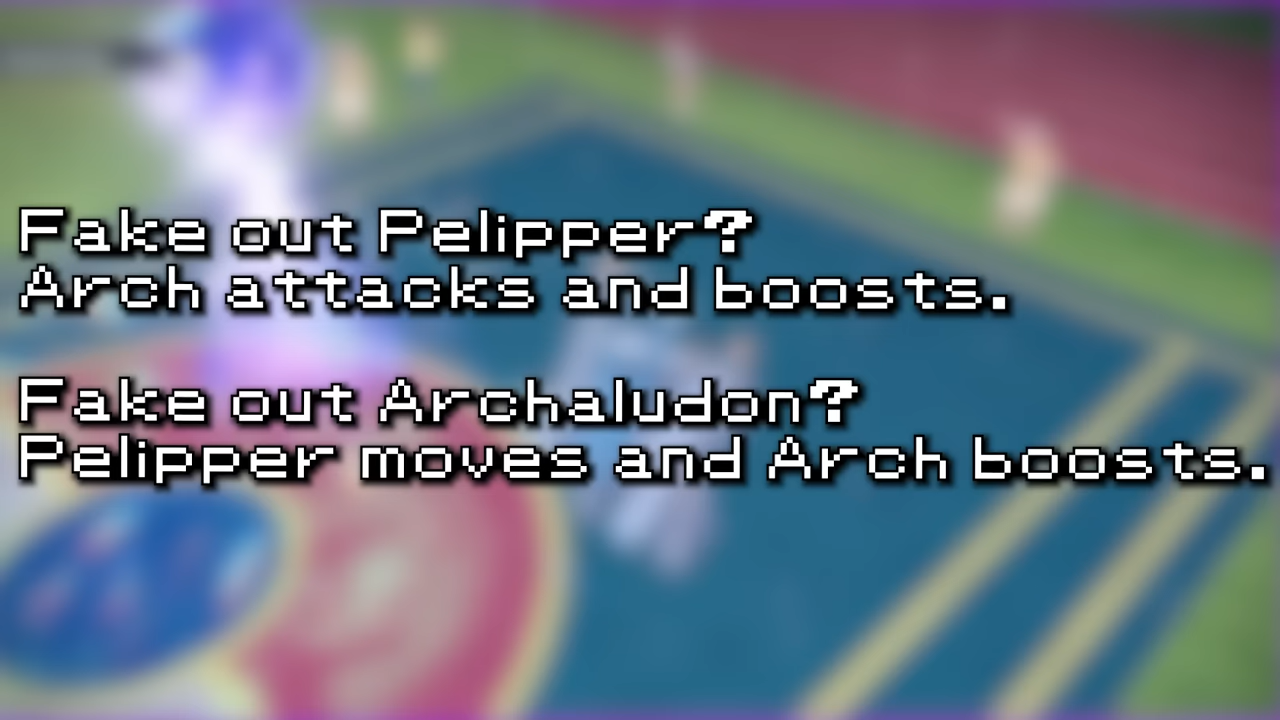 Fake out Pelipper?
Arch attacks and boosts.
Fake out Archaludon?
Pelipper moves and Arch boosts.